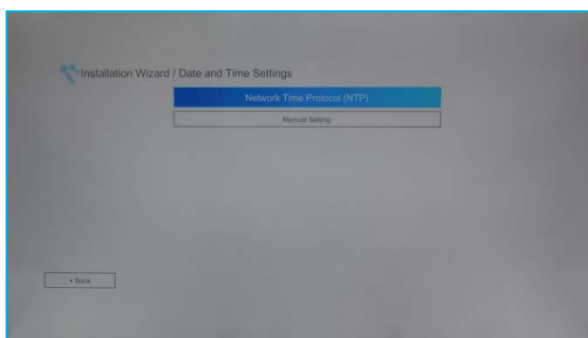 Installation Wizard / Date and Time Settings
Network Time Protocol (NTP)
Manual Setting
Back